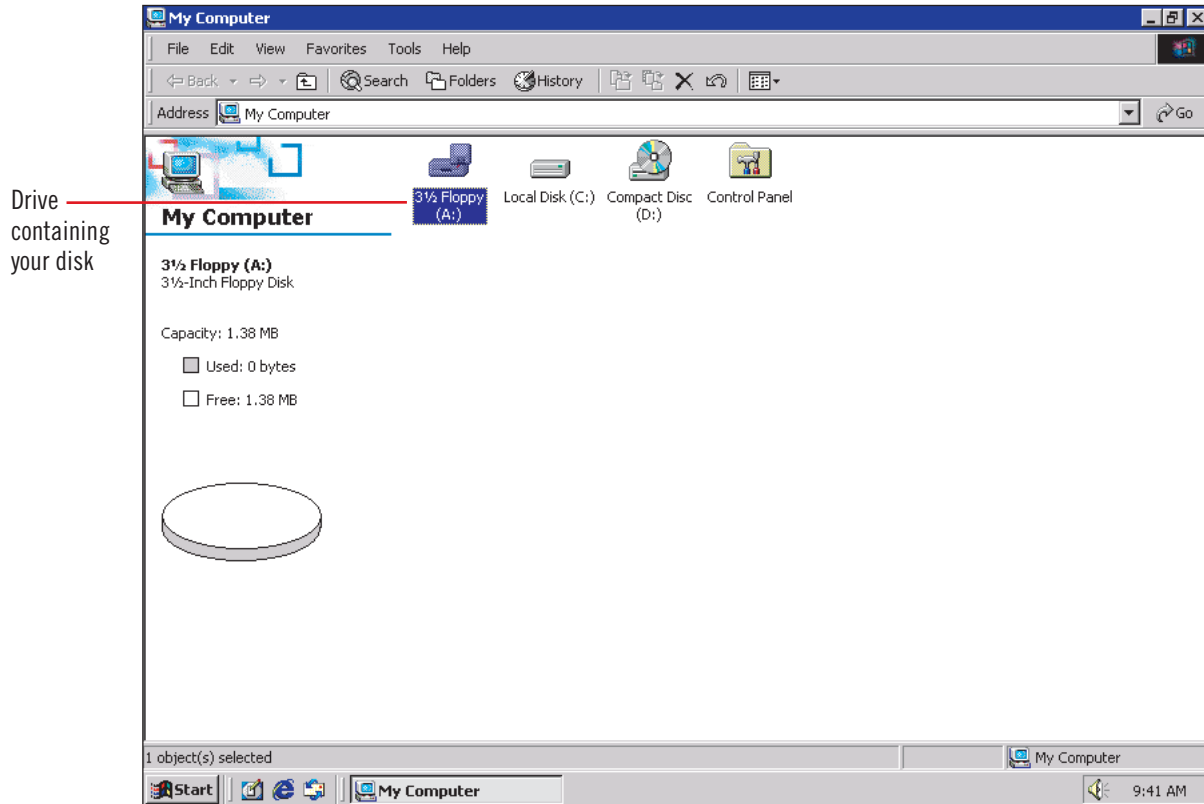 My Computer
File Edit View Favorites Tools Help
Back Search Folders History
Address My Computer Go
Drive
containing
your disk
My Computer
3½ Floppy
(A:)
Local Disk (C:)
Compact Disc
(D:)
Control Panel
3½ Floppy (A:)
3½-Inch Floppy Disk
Capacity: 1.38 MB
Used: 0 bytes
Free: 1.38 MB
1 object(s) selected
My Computer
Start My Computer 9:41 AM